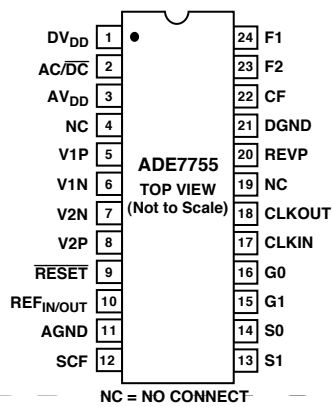 DVDD 1
AC/DC 2
AVDD 3
NC 4
V1P 5
V1N 6
V2N 7
V2P 8
RESET 9
REFIN/OUT 10
AGND 11
SCF 12
ADE7755
TOP VIEW
(Not to Scale)
24 F1
23 F2
22 CF
21 DGND
20 REVP
19 NC
18 CLKOUT
17 CLKIN
16 G0
15 G1
14 S0
13 S1
NC = NO CONNECT